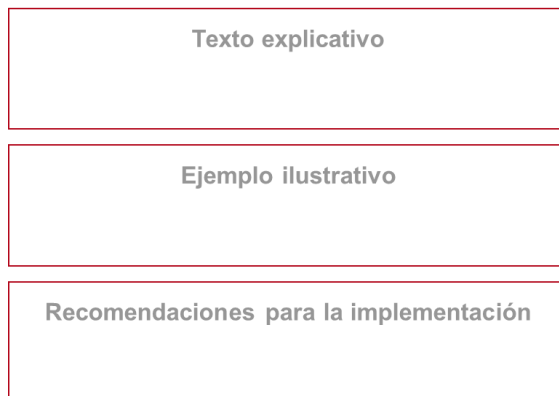 Texto explicativo
Ejemplo ilustrativo
Recomendaciones para la implementación